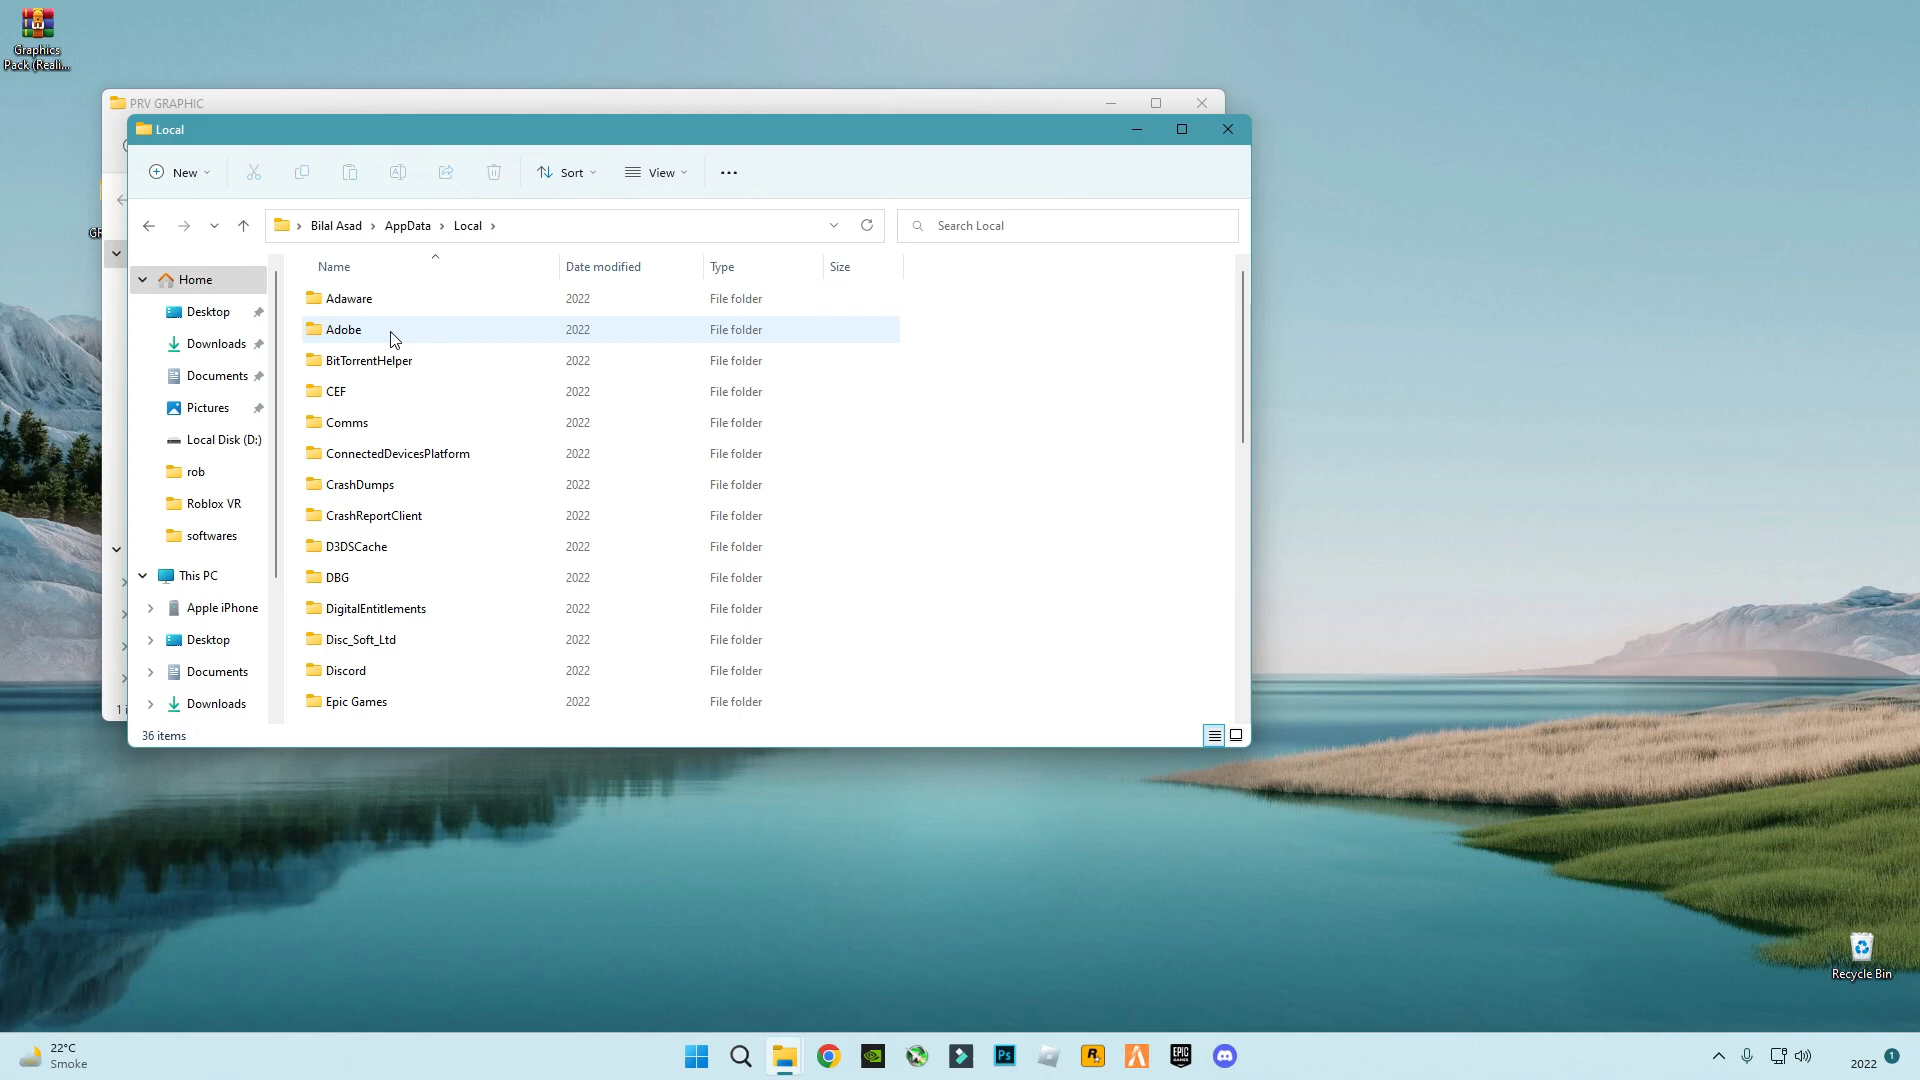 Graphics
Pack (Reali...
PRV GRAPHIC
Local
New
Sort
View
Bilal Asad
AppData
Local
Search Local
Name
Date modified
Type
Size
Home
Desktop
Downloads
Documents
Pictures
Local Disk (D:)
rob
Roblox VR
softwares
This PC
Apple iPhone
Desktop
Documents
Downloads
Adaware 2022 File folder
Adobe 2022 File folder
BitTorrentHelper 2022 File folder
CEF 2022 File folder
Comms 2022 File folder
ConnectedDevicesPlatform 2022 File folder
CrashDumps 2022 File folder
CrashReportClient 2022 File folder
D3DSCache 2022 File folder
DBG 2022 File folder
DigitalEntitlements 2022 File folder
Disc_Soft_Ltd 2022 File folder
Discord 2022 File folder
Epic Games 2022 File folder
36 items
Recycle Bin
22°C
Smoke
Ps
R
EPIC
GAMES
2022
1